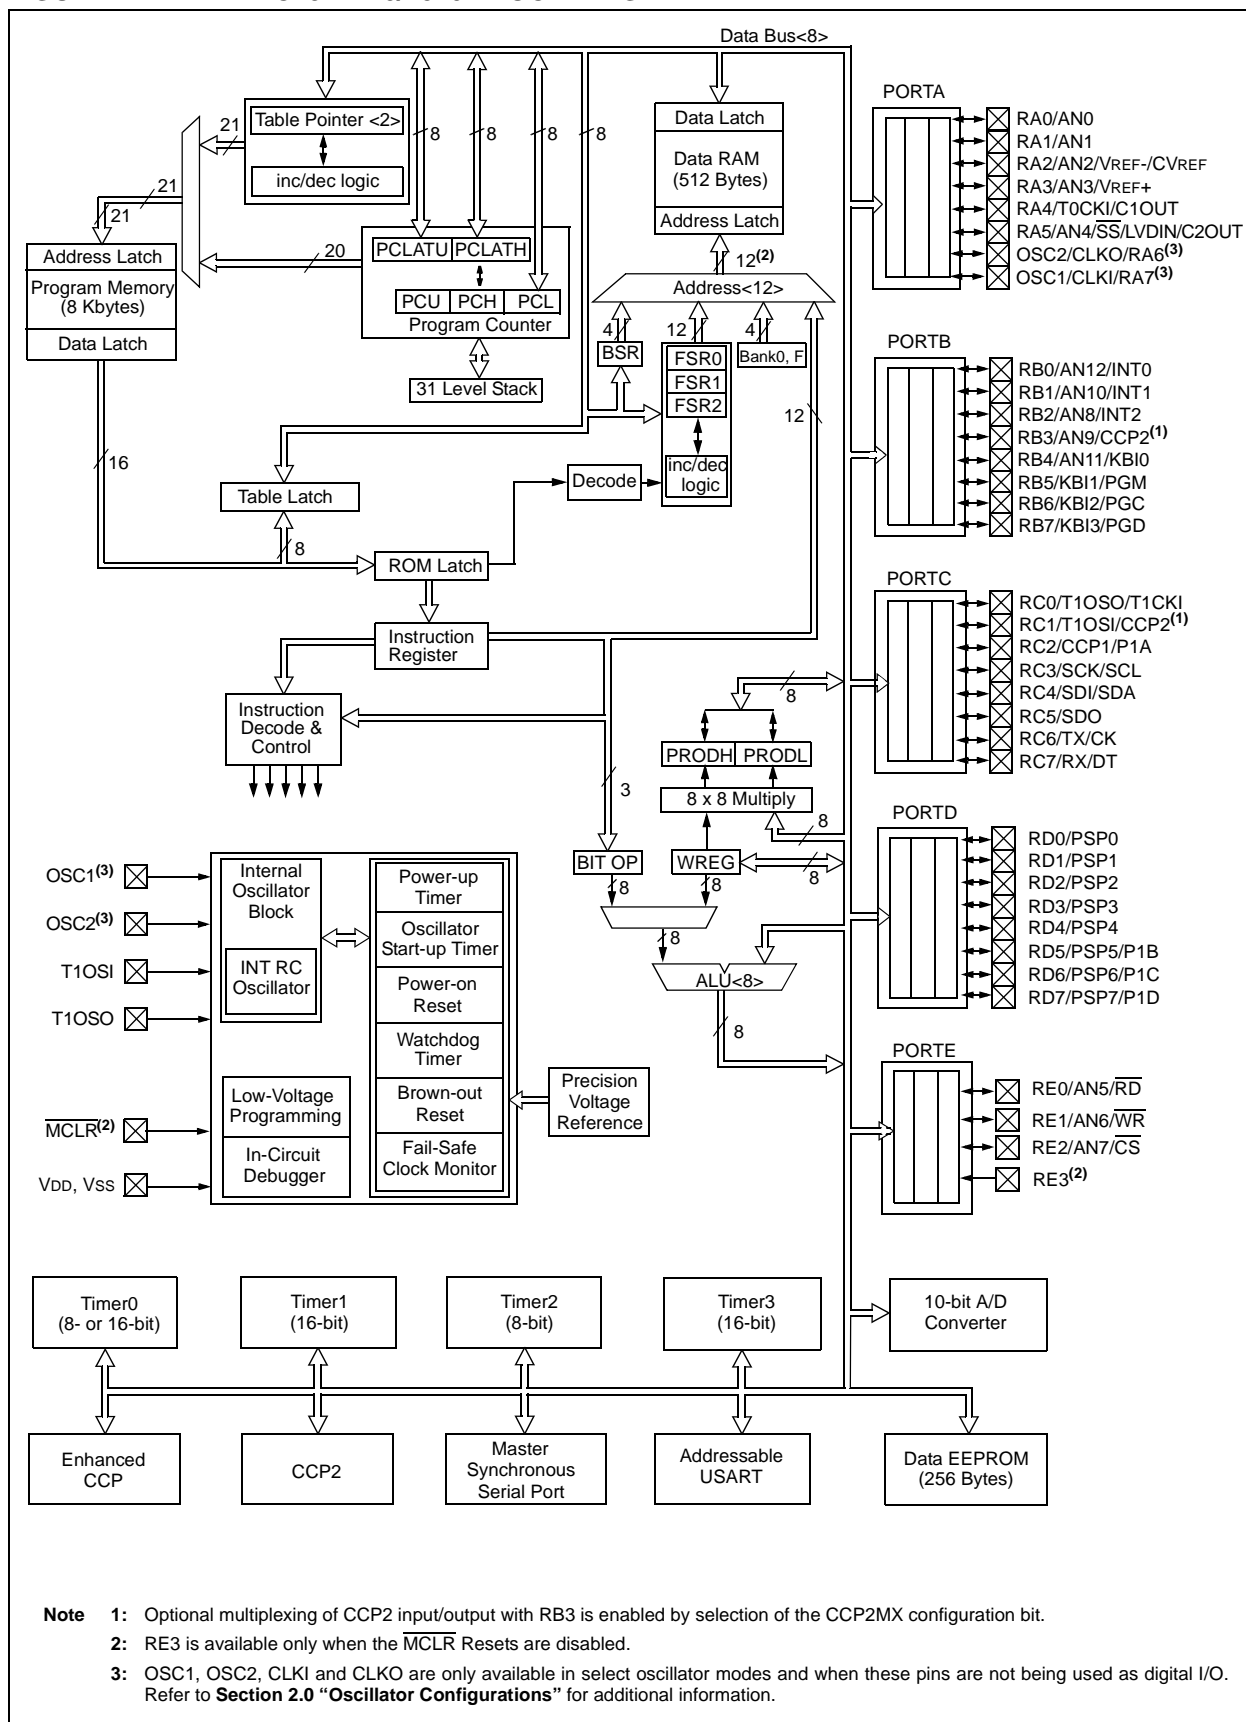 Data Bus<8>
Table Pointer <2>
inc/dec logic
21
21
21
20
8
8
8
8
Address Latch
Program Memory
(8 Kbytes)
Data Latch
16
PCLATU
PCLATH
PCU
PCH
PCL
Program Counter
31 Level Stack
Data Latch
Data RAM
(512 Bytes)
Address Latch
12(2)
Address<12>
4
12
4
BSR
FSR0
FSR1
FSR2
Bank0, F
12
inc/dec
logic
Decode
Table Latch
8
ROM Latch
Instruction
Register
Instruction
Decode &
Control
8
PRODH
PRODL
3
8 x 8 Multiply
8
BIT OP
WREG
8
8
8
8
ALU<8>
8
PORTA
RA0/AN0
RA1/AN1
RA2/AN2/VREF-/CVREF
RA3/AN3/VREF+
RA4/T0CKI/C1OUT
RA5/AN4/SS/LVDIN/C2OUT
OSC2/CLKO/RA6(3)
OSC1/CLKI/RA7(3)
PORTB
RB0/AN12/INT0
RB1/AN10/INT1
RB2/AN8/INT2
RB3/AN9/CCP2(1)
RB4/AN11/KBI0
RB5/KBI1/PGM
RB6/KBI2/PGC
RB7/KBI3/PGD
PORTC
RC0/T1OSO/T1CKI
RC1/T1OSI/CCP2(1)
RC2/CCP1/P1A
RC3/SCK/SCL
RC4/SDI/SDA
RC5/SDO
RC6/TX/CK
RC7/RX/DT
PORTD
RD0/PSP0
RD1/PSP1
RD2/PSP2
RD3/PSP3
RD4/PSP4
RD5/PSP5/P1B
RD6/PSP6/P1C
RD7/PSP7/P1D
PORTE
RE0/AN5/RD
RE1/AN6/WR
RE2/AN7/CS
RE3(2)
OSC1(3)
OSC2(3)
T1OSI
T1OSO
MCLR(2)
VDD, VSS
Internal
Oscillator
Block
INT RC
Oscillator
Low-Voltage
Programming
In-Circuit
Debugger
Power-up
Timer
Oscillator
Start-up Timer
Power-on
Reset
Watchdog
Timer
Brown-out
Reset
Fail-Safe
Clock Monitor
Precision
Voltage
Reference
Timer0
(8- or 16-bit)
Timer1
(16-bit)
Timer2
(8-bit)
Timer3
(16-bit)
10-bit A/D
Converter
Enhanced
CCP
CCP2
Master
Synchronous
Serial Port
Addressable
USART
Data EEPROM
(256 Bytes)
Note 1: Optional multiplexing of CCP2 input/output with RB3 is enabled by selection of the CCP2MX configuration bit.
2: RE3 is available only when the MCLR Resets are disabled.
3: OSC1, OSC2, CLKI and CLKO are only available in select oscillator modes and when these pins are not being used as digital I/O.
Refer to Section 2.0 “Oscillator Configurations” for additional information.